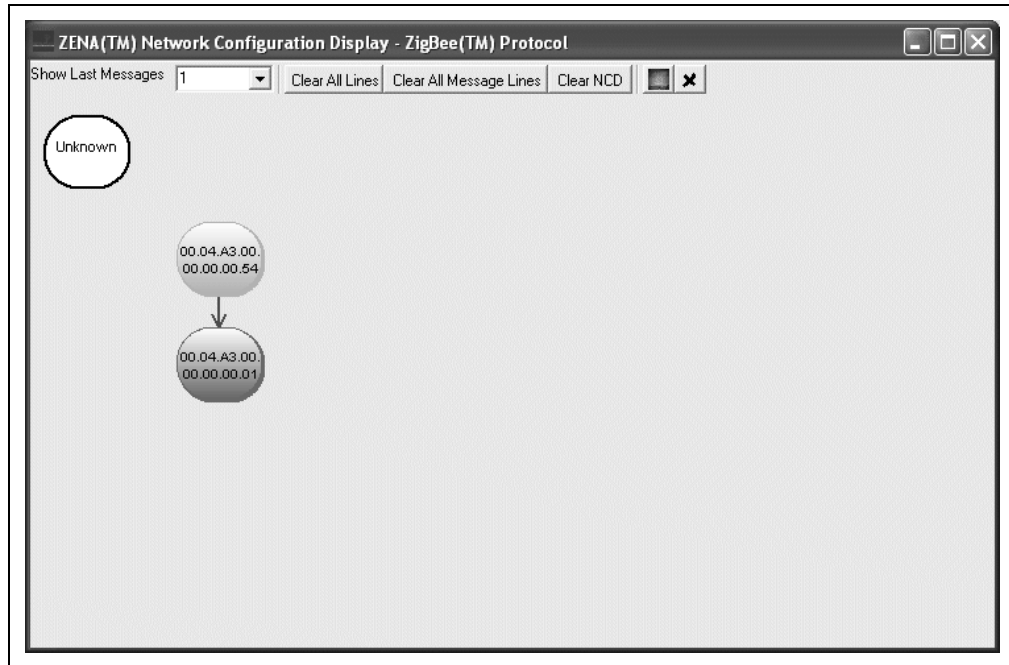 ZENA(TM) Network Configuration Display - ZigBee(TM) Protocol
Show Last Messages 1 Clear All Lines Clear All Message Lines Clear NCD
Unknown
00.04.A3.00.
00.00.00.54
00.04.A3.00.
00.00.00.01